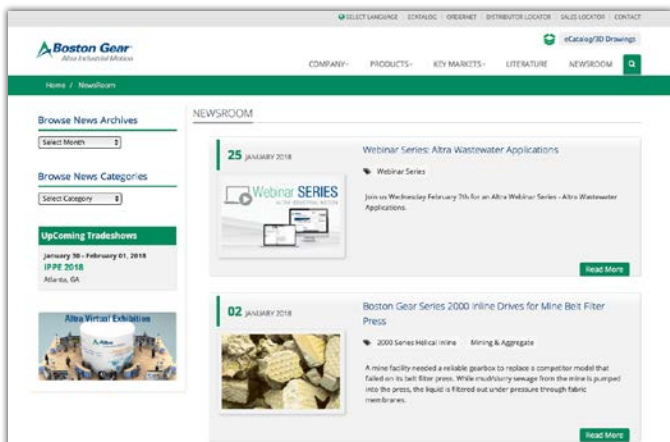 SELECT LANGUAGE | ECATALOG | ORDERNET | DISTRIBUTOR LOCATOR | SALES LOCATOR | CONTACT
Boston Gear
Altra Industrial Motion
eCatalog/3D Drawings
COMPANY PRODUCTS KEY MARKETS LITERATURE NEWSROOM
Home / NewsRoom
Browse News Archives
Select Month
Browse News Categories
Select Category
UpComing Tradeshows
January 30 - February 01, 2018
IPPE 2018
Atlanta, GA
Altra Virtual Exhibition
Altra
NEWSROOM
25 JANUARY 2018
Webinar SERIES
ALTRA INDUSTRIAL MOTION
Webinar Series: Altra Wastewater Applications
Webinar Series
Join us Wednesday February 7th for an Altra Webinar Series - Altra Wastewater
Applications.
Read More
02 JANUARY 2018
Boston Gear Series 2000 Inline Drives for Mine Belt Filter
Press
2000 Series Helical Inline Mining & Aggregate
A mine facility needed a reliable gearbox to replace a competitor model that
failed on its belt filter press. While mud/slurry sewage from the mine is pumped
into the press, the liquid is filtered out under pressure through fabric
membranes.
Read More